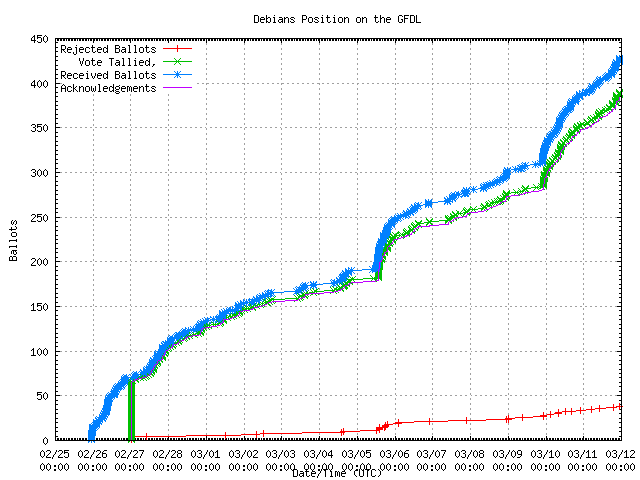 Debians Position on the GFDL
450
400
350
300
250
200
150
100
50
0
Ballots
Rejected Ballots
Vote Tallied,
Received Ballots
Acknowledgements
02/25 02/26 02/27 02/28 03/01 03/02 03/03 03/04 03/05 03/06 03/07 03/08 03/09 03/10 03/11 03/12
00:00 00:00 00:00 00:00 00:00 00:00 00:00 00:00 00:00 00:00 00:00 00:00 00:00 00:00 00:00 00:00
Date/Time (UTC)